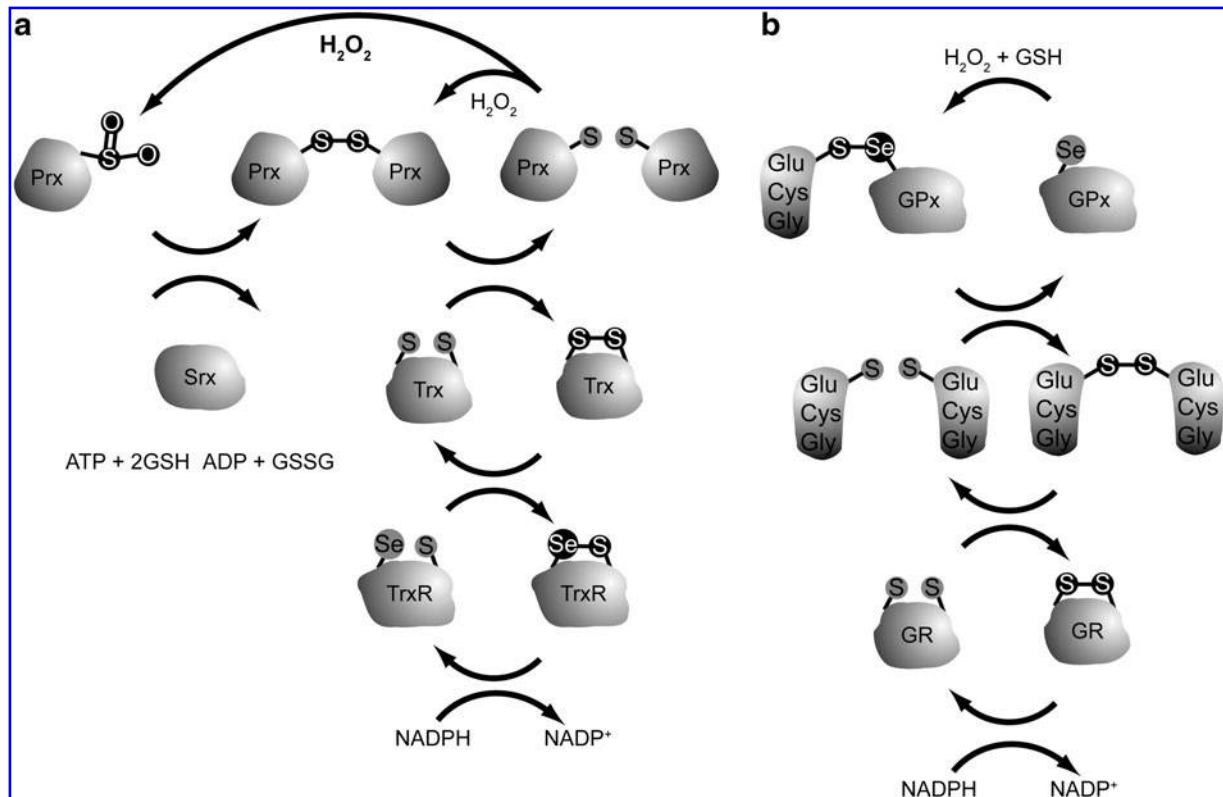 a
H₂O₂
H₂O₂
O
O
S
Prx
S S
Prx Prx
S S
Prx Prx
Srx
ATP + 2GSH ADP + GSSG
S S
Trx
S S
Trx
Se S
TrxR
Se S
TrxR
NADPH NADP⁺
b
H₂O₂ + GSH
S Se
Glu
Cys
Gly
GPx
Se
GPx
S S
Glu
Cys
Gly
Glu
Cys
Gly
S S
Glu
Cys
Gly
Glu
Cys
Gly
S S
GR
S S
GR
NADPH NADP⁺